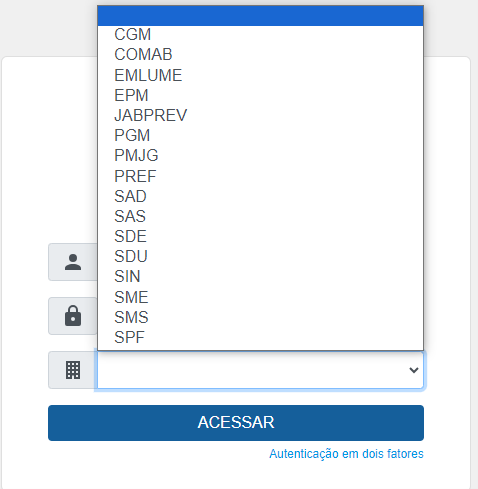 CGM
COMAB
EMLUME
EPM
JABPREV
PGM
PMJG
PREF
SAD
SAS
SDE
SDU
SIN
SME
SMS
SPF
ACESSAR
Autenticação em dois fatores